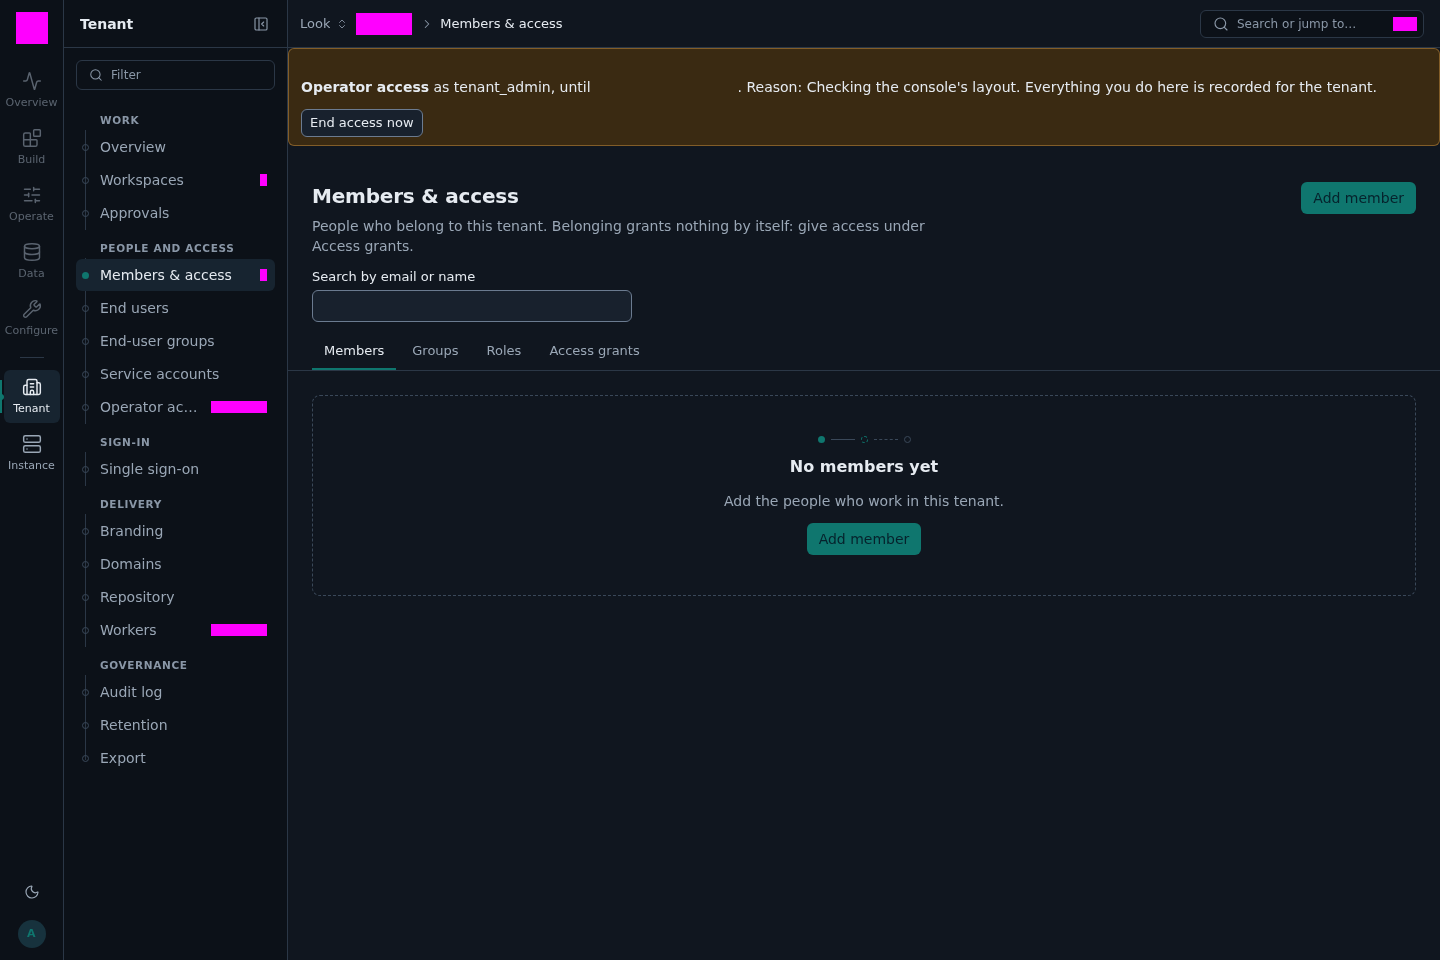 Tenant
Look
Members & access
Search or jump to…
Overview
Build
Operate
Data
Configure
Tenant
Instance
A
Filter
WORK
Overview
Workspaces
Approvals
PEOPLE AND ACCESS
Members & access
End users
End-user groups
Service accounts
Operator ac…
SIGN-IN
Single sign-on
DELIVERY
Branding
Domains
Repository
Workers
GOVERNANCE
Audit log
Retention
Export
Operator access as tenant_admin, until . Reason: Checking the console's layout. Everything you do here is recorded for the tenant.
End access now
Members & access
Add member
People who belong to this tenant. Belonging grants nothing by itself: give access under
Access grants.
Search by email or name
Members Groups Roles Access grants
No members yet
Add the people who work in this tenant.
Add member